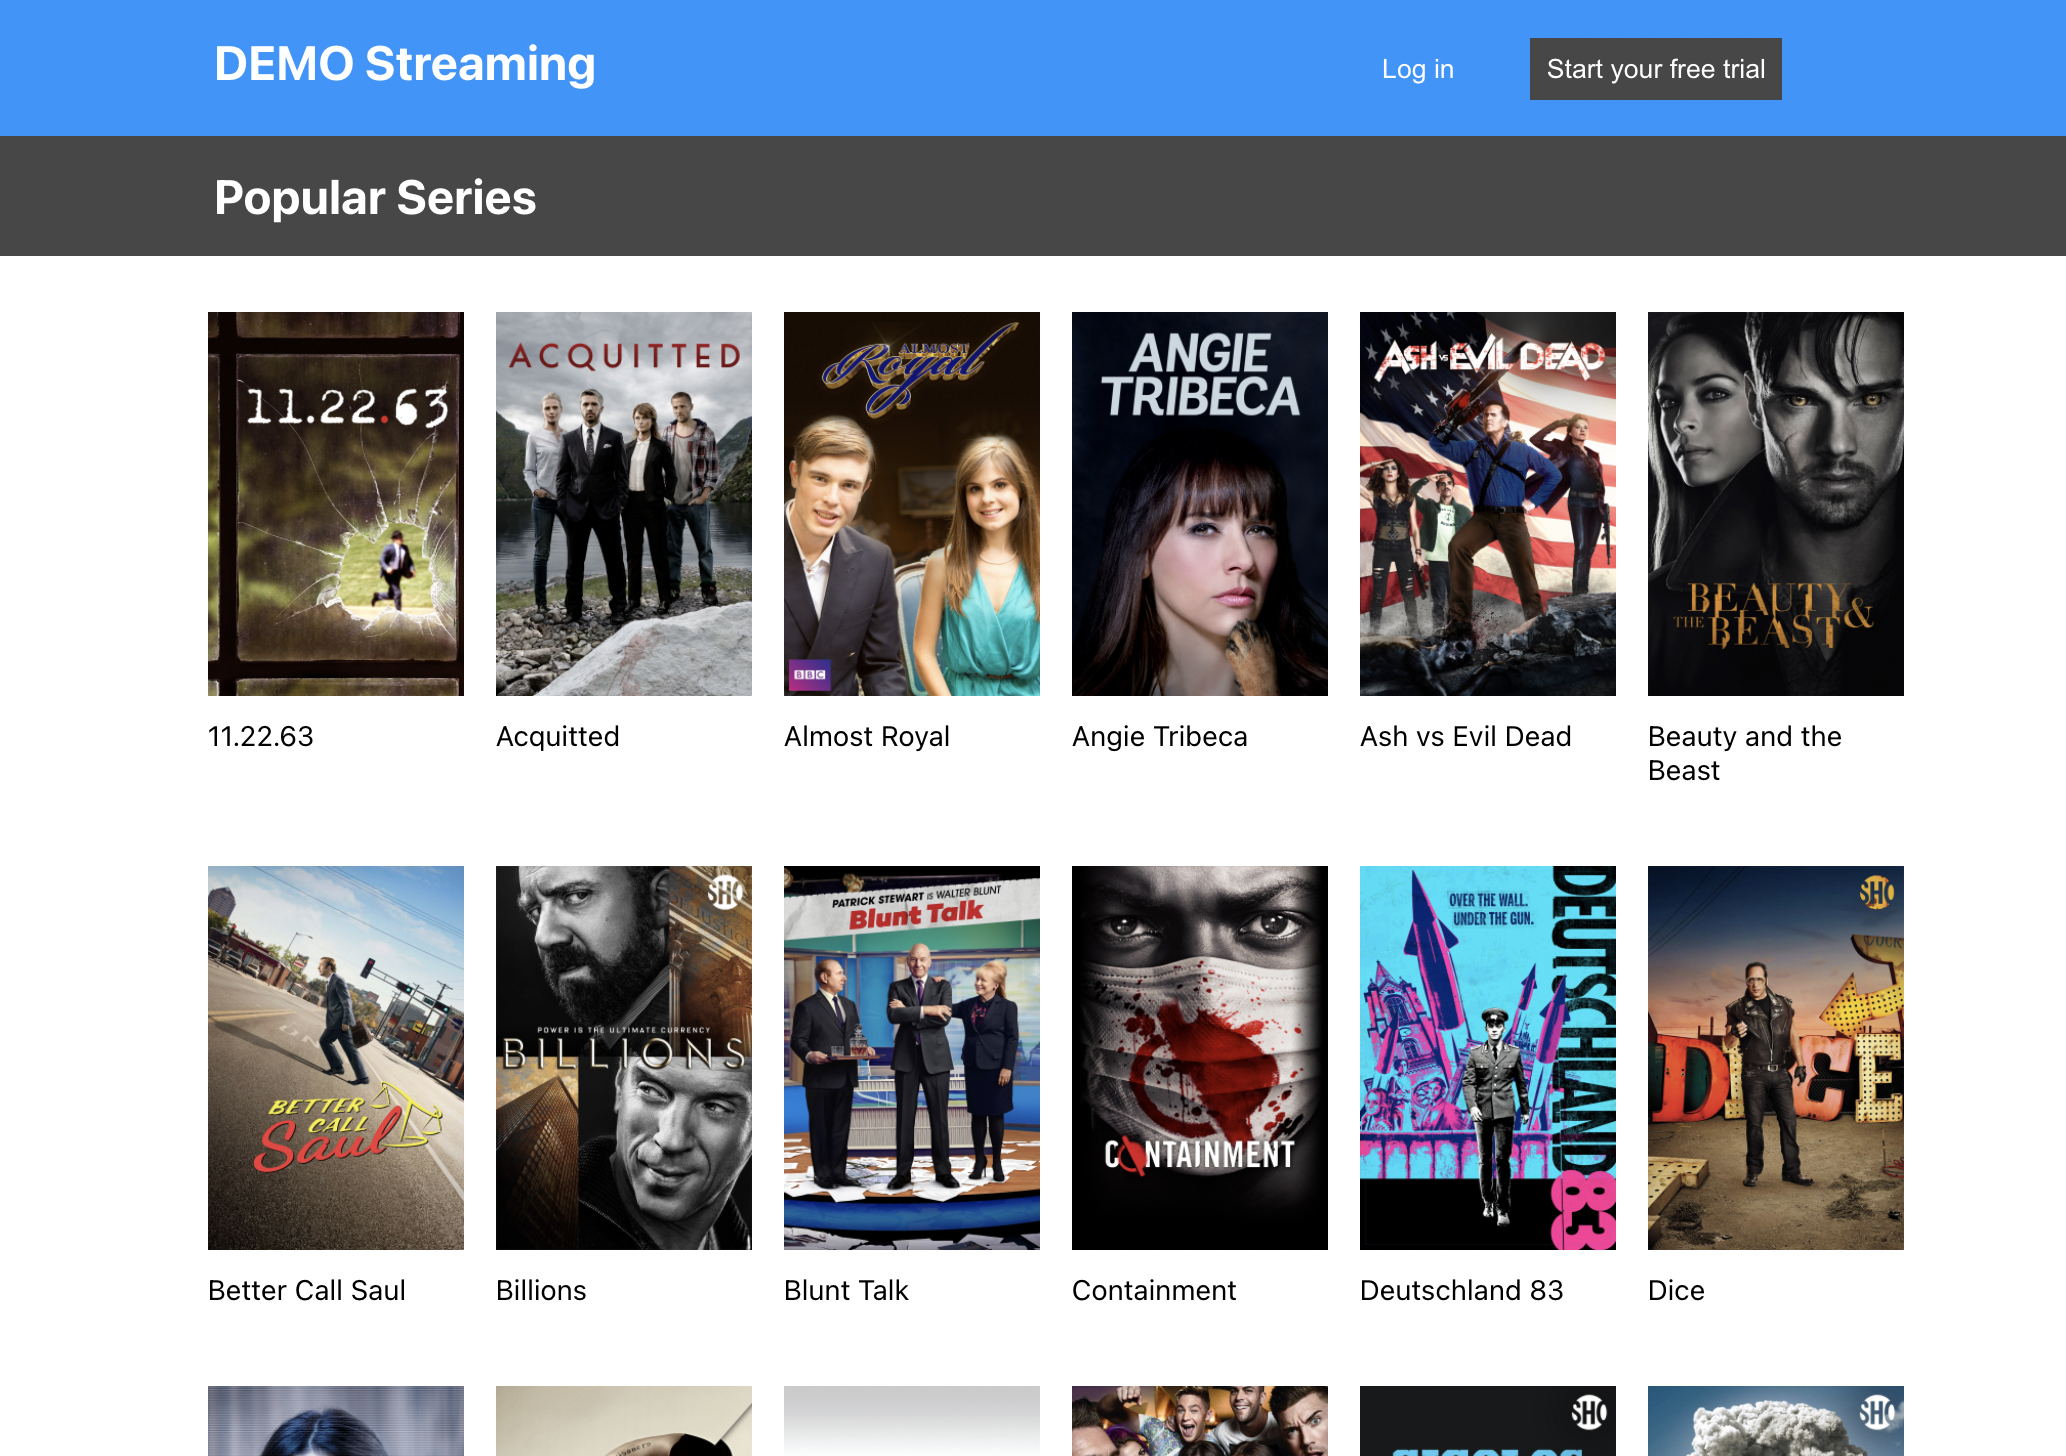 DEMO Streaming
Log in
Start your free trial
Popular Series
11.22.63
ACQUITTED
ALMOST
Royal
BBC
ANGIE
TRIBECA
ASH vs EVIL DEAD
BEAUTY &
THE BEAST
11.22.63
Acquitted
Almost Royal
Angie Tribeca
Ash vs Evil Dead
Beauty and the
Beast
BETTER
CALL
Saul
SHO
POWER IS THE ULTIMATE CURRENCY
BILLIONS
PATRICK STEWART IS WALTER BLUNT
Blunt Talk
CONTAINMENT
OVER THE WALL.
UNDER THE GUN.
DEUTSCHLAND 83
SHO
DICE
Better Call Saul
Billions
Blunt Talk
Containment
Deutschland 83
Dice
SHO
SHO